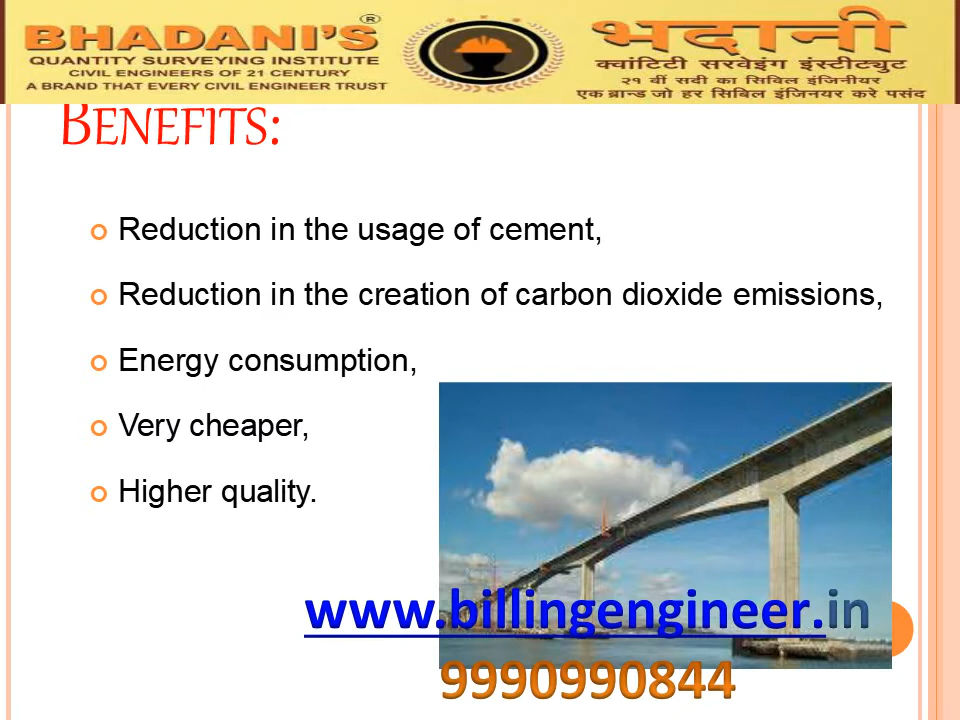 BHADANI'S®
QUANTITY SURVEYING INSTITUTE
CIVIL ENGINEERS OF 21 CENTURY
A BRAND THAT EVERY CIVIL ENGINEER TRUST
भदानी
क्वांटिटी सरवेइंग इंस्टीट्युट
२१ वीं सदी का सिविल इंजिनीयर
एक ब्रान्ड जो हर सिविल इंजिनयर करे पसंद
BENEFITS:
Reduction in the usage of cement,
Reduction in the creation of carbon dioxide emissions,
Energy consumption,
Very cheaper,
Higher quality.
www.billingengineer.in
9990990844